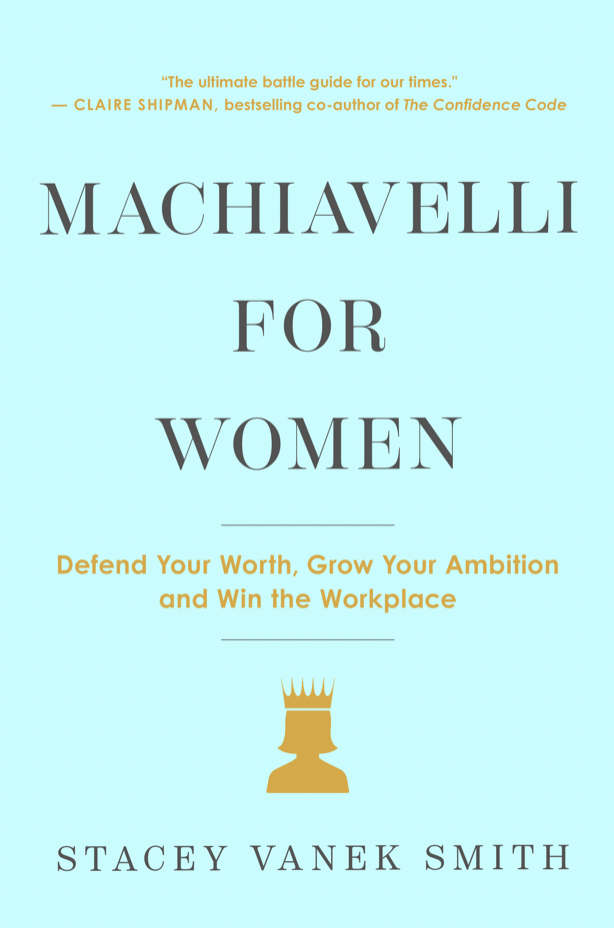 “The ultimate battle guide for our times.”
— CLAIRE SHIPMAN, bestselling co-author of The Confidence Code
MACHIAVELLI
FOR
WOMEN
Defend Your Worth, Grow Your Ambition
and Win the Workplace
STACEY VANEK SMITH